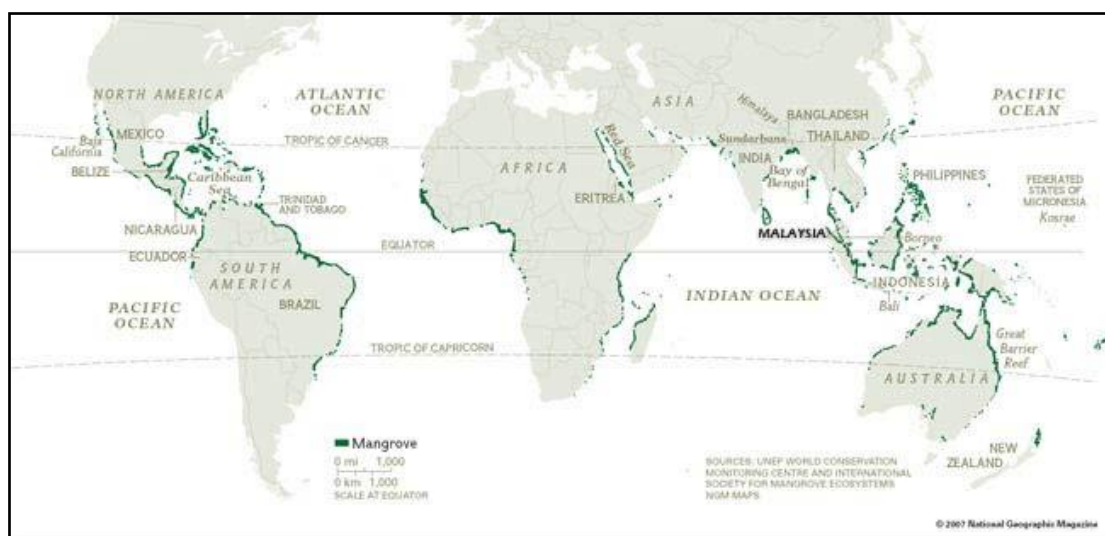 NORTH AMERICA
ATLANTIC
OCEAN
ASIA
Himalaya
BANGLADESH
PACIFIC
OCEAN
MEXICO
Baja
California
TROPIC OF CANCER
Red Sea
Sundarbans
THAILAND
BELIZE
Caribbean
Sea
AFRICA
INDIA
Bay of
Bengal
PHILIPPINES
FEDERATED
STATES OF
MICRONESIA
Kosrae
TRINIDAD
AND TOBAGO
ERITREA
NICARAGUA
MALAYSIA
Borneo
EQUATOR
ECUADOR
SOUTH
AMERICA
INDONESIA
BRAZIL
PACIFIC
OCEAN
INDIAN OCEAN
Bali
Great
Barrier
Reef
TROPIC OF CAPRICORN
AUSTRALIA
Mangrove
0 mi 1,000
0 km 1,000
SCALE AT EQUATOR
NEW
ZEALAND
SOURCES: UNEP WORLD CONSERVATION
MONITORING CENTRE AND INTERNATIONAL
SOCIETY FOR MANGROVE ECOSYSTEMS
NGM MAPS
© 2007 National Geographic Magazine